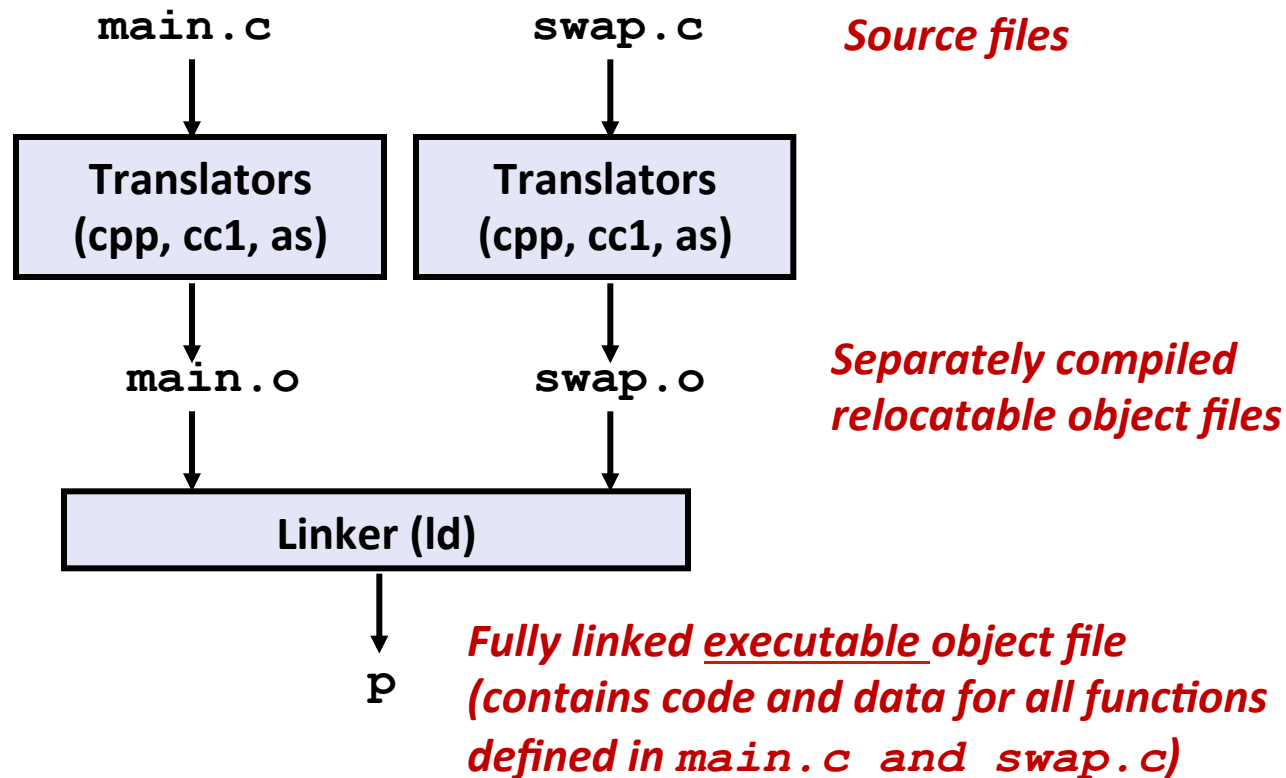 main.c
swap.c
Source files
Translators
(cpp, cc1, as)
Translators
(cpp, cc1, as)
main.o
swap.o
Separately compiled
relocatable object files
Linker (ld)
p
Fully linked executable object file
(contains code and data for all functions
defined in main.c and swap.c)